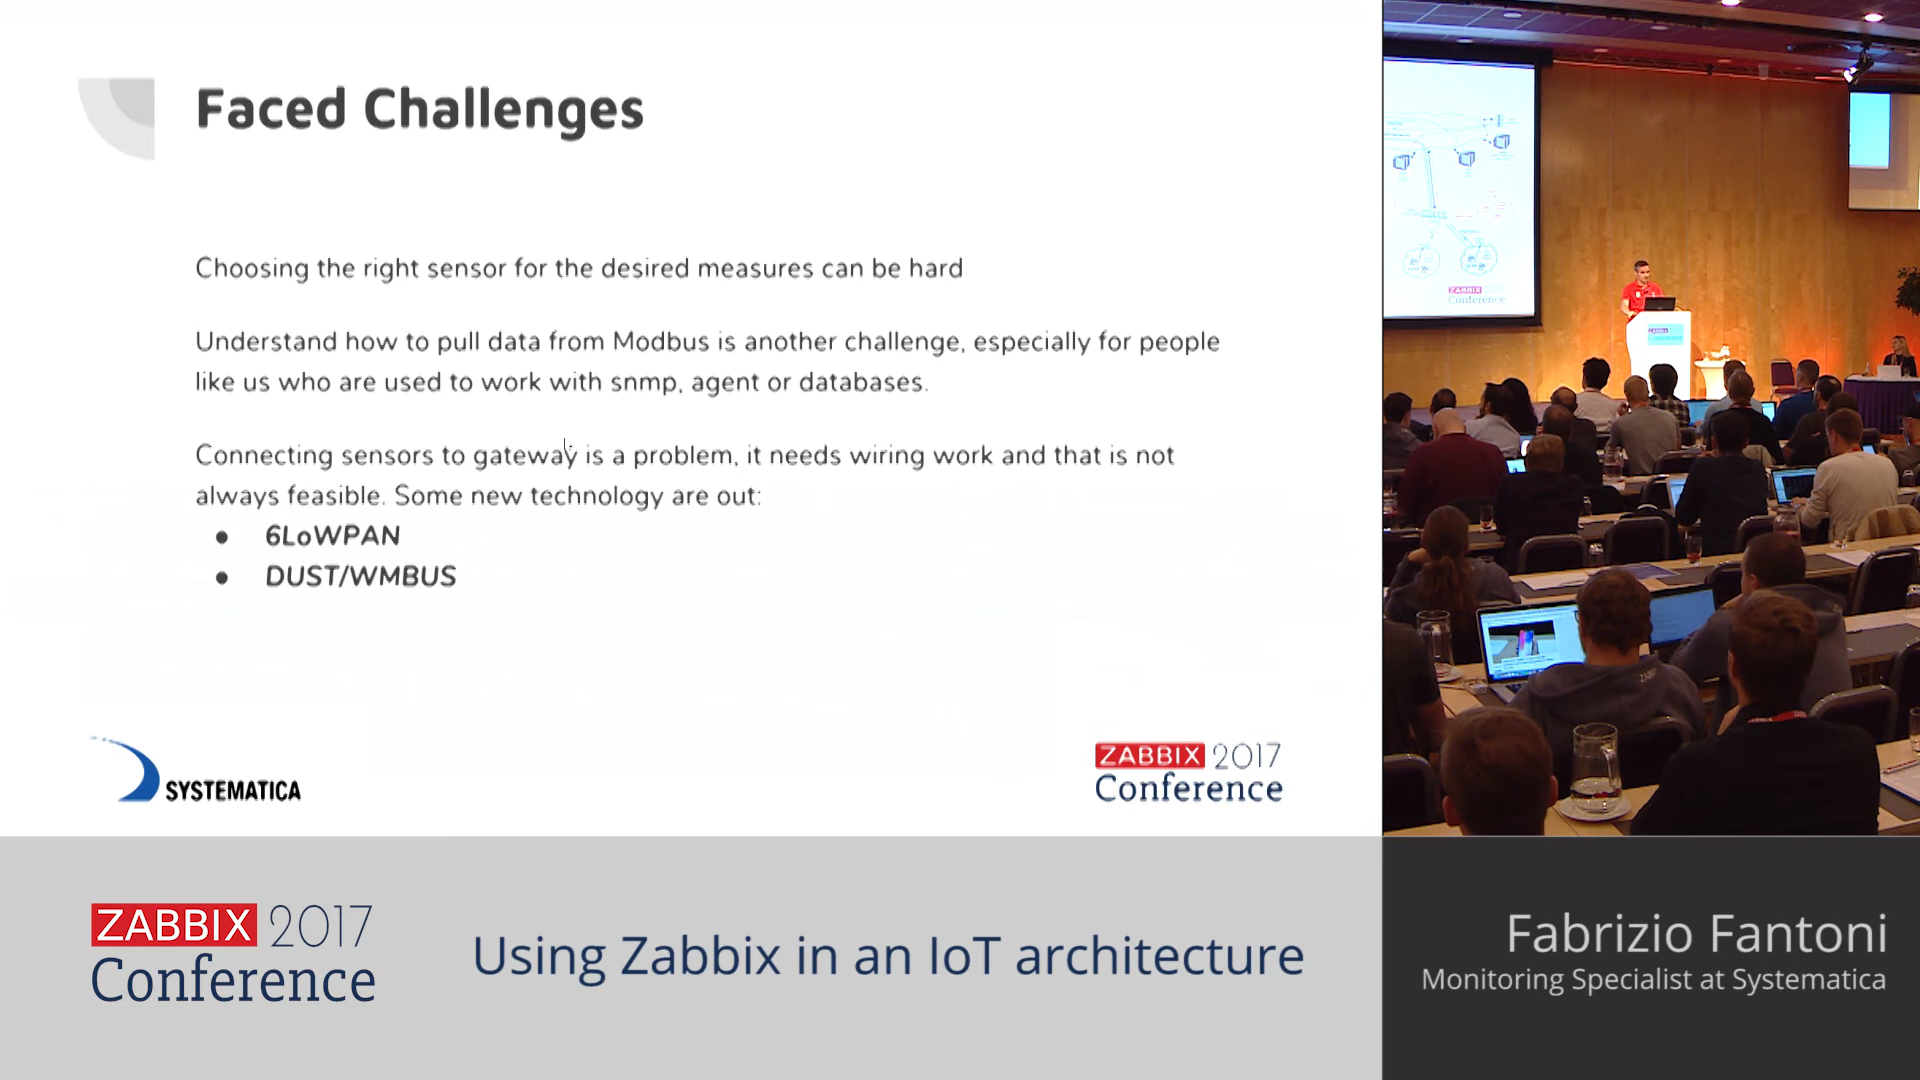 Faced Challenges
Choosing the right sensor for the desired measures can be hard
Understand how to pull data from Modbus is another challenge, especially for people
like us who are used to work with snmp, agent or databases.
Connecting sensors to gateway is a problem, it needs wiring work and that is not
always feasible. Some new technology are out:
● 6LoWPAN
● DUST/WMBUS
SYSTEMATICA
ZABBIX 2017
Conference
ZABBIX
Conference
ZABBIX 2017
Conference
Using Zabbix in an IoT architecture
Fabrizio Fantoni
Monitoring Specialist at Systematica